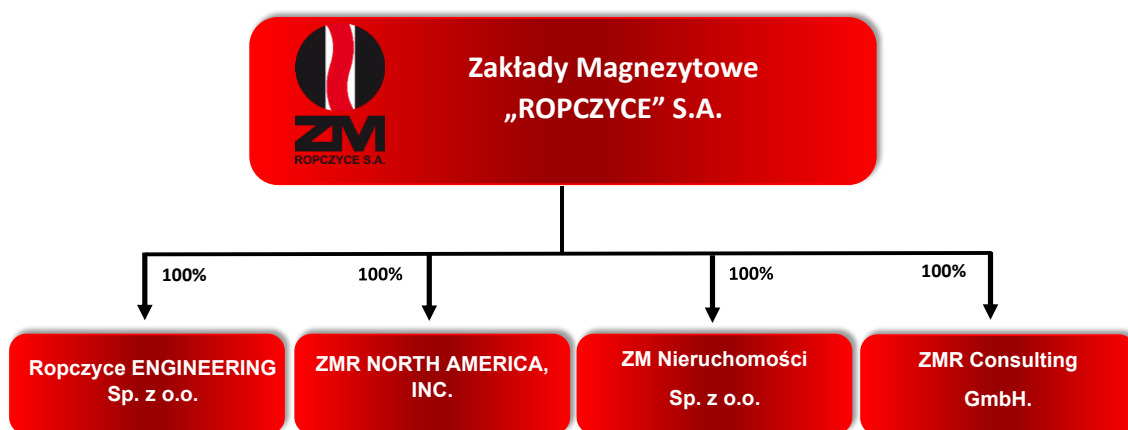 Zakłady Magnezytowe
„ROPCZYCE” S.A.
ZM
ROPCZYCE S.A.
100%
100%
100%
100%
Ropczyce ENGINEERING
Sp. z o.o.
ZMR NORTH AMERICA,
INC.
ZM Nieruchomości
Sp. z o.o.
ZMR Consulting
GmbH.